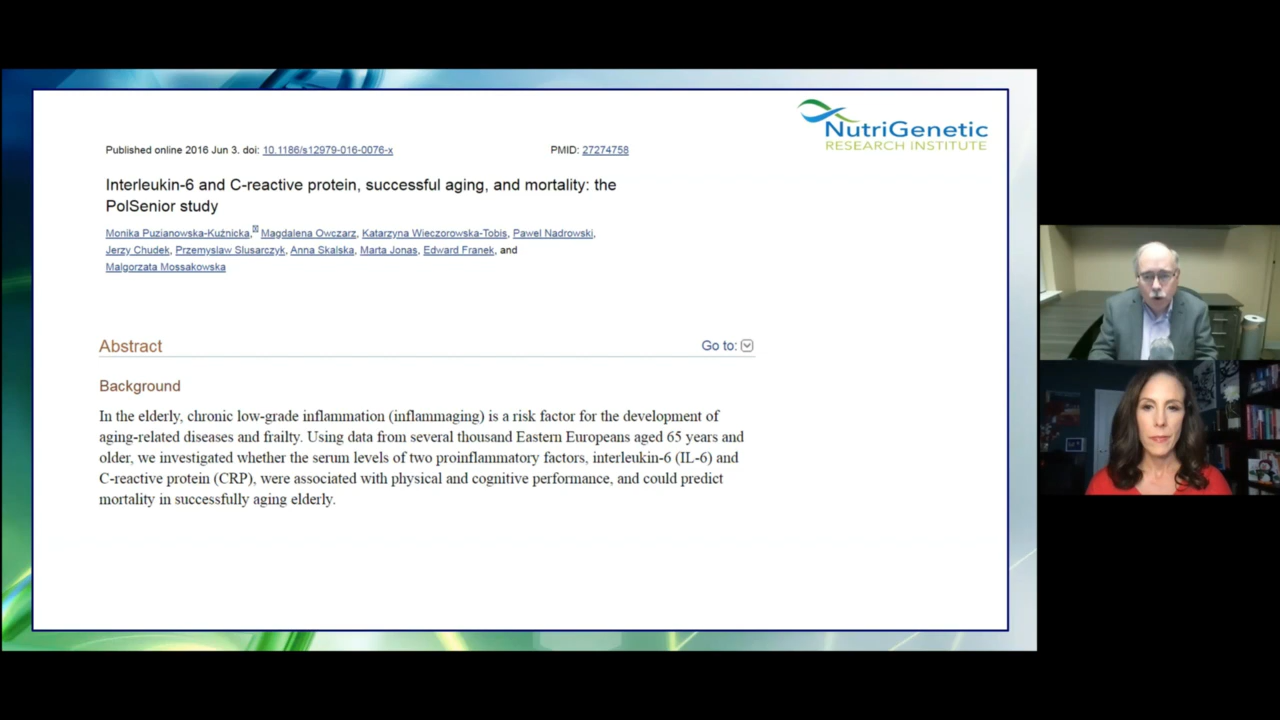 NutriGenetic
RESEARCH INSTITUTE
Published online 2016 Jun 3. doi: 10.1186/s12979-016-0076-x PMID: 27274758
Interleukin-6 and C-reactive protein, successful aging, and mortality: the
PolSenior study
Monika Puzianowska-Kuźnicka, Magdalena Owczarz, Katarzyna Wieczorowska-Tobis, Pawel Nadrowski,
Jerzy Chudek, Przemyslaw Slusarczyk, Anna Skalska, Marta Jonas, Edward Franek, and
Malgorzata Mossakowska
Abstract Go to:
Background
In the elderly, chronic low-grade inflammation (inflammaging) is a risk factor for the development of
aging-related diseases and frailty. Using data from several thousand Eastern Europeans aged 65 years and
older, we investigated whether the serum levels of two proinflammatory factors, interleukin-6 (IL-6) and
C-reactive protein (CRP), were associated with physical and cognitive performance, and could predict
mortality in successfully aging elderly.